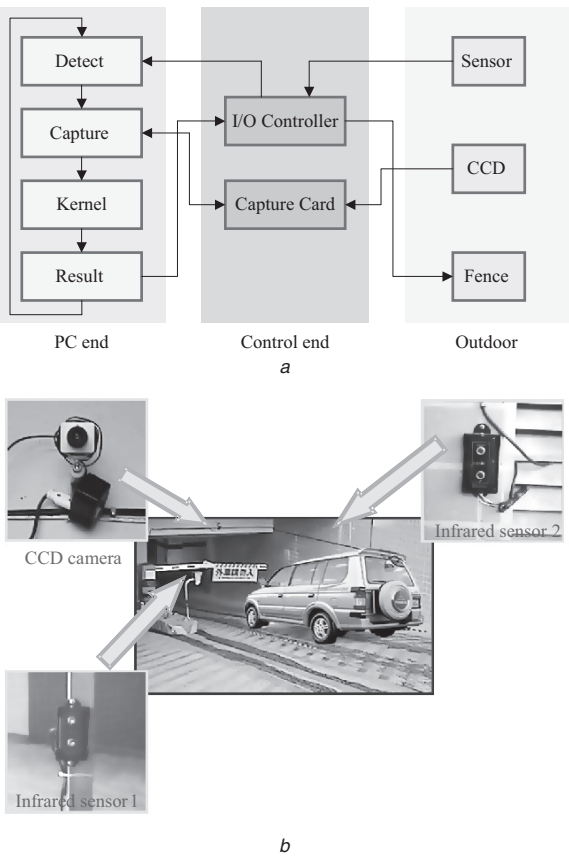 Detect
Capture
Kernel
Result
I/O Controller
Capture Card
Sensor
CCD
Fence
PC end
Control end
Outdoor
a
CCD camera
Infrared sensor 2
Infrared sensor 1
b